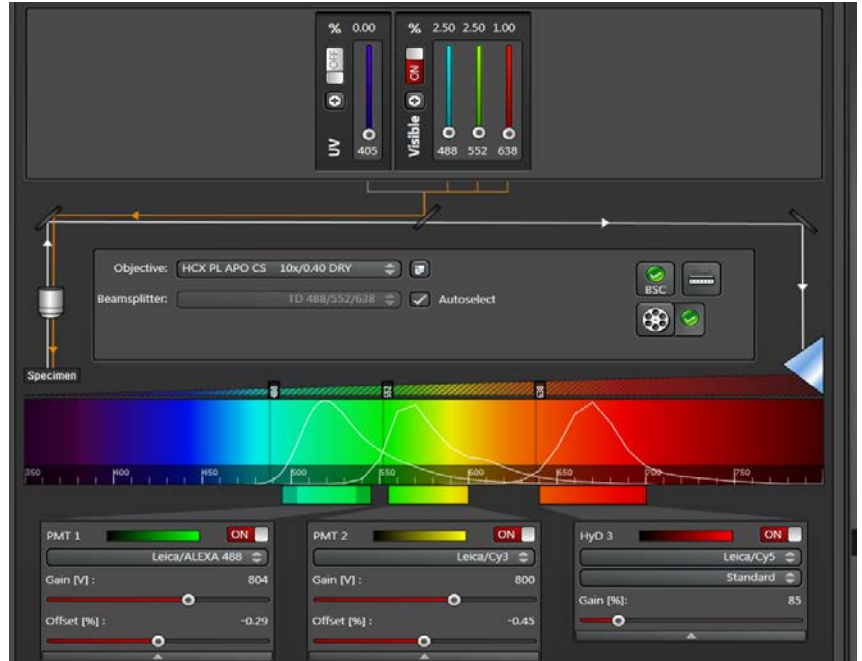 % 0.00 % 2.50 2.50 1.00
OFF ON
UV Visible
405 488 552 638
Objective: HCX PL APO CS 10x/0.40 DRY
Beamsplitter: TD 488/552/638 Autoselect
BSC
Specimen
488 552 638
350 400 450 500 550 600 650 700 750
PMT 1 ON PMT 2 ON HyD 3 ON
Leica/ALEXA 488 Leica/Cy3 Leica/Cy5
Standard
Gain [V] : 804 Gain [V] : 800 Gain [%]: 85
Offset [%] : -0.29 Offset [%] : -0.45